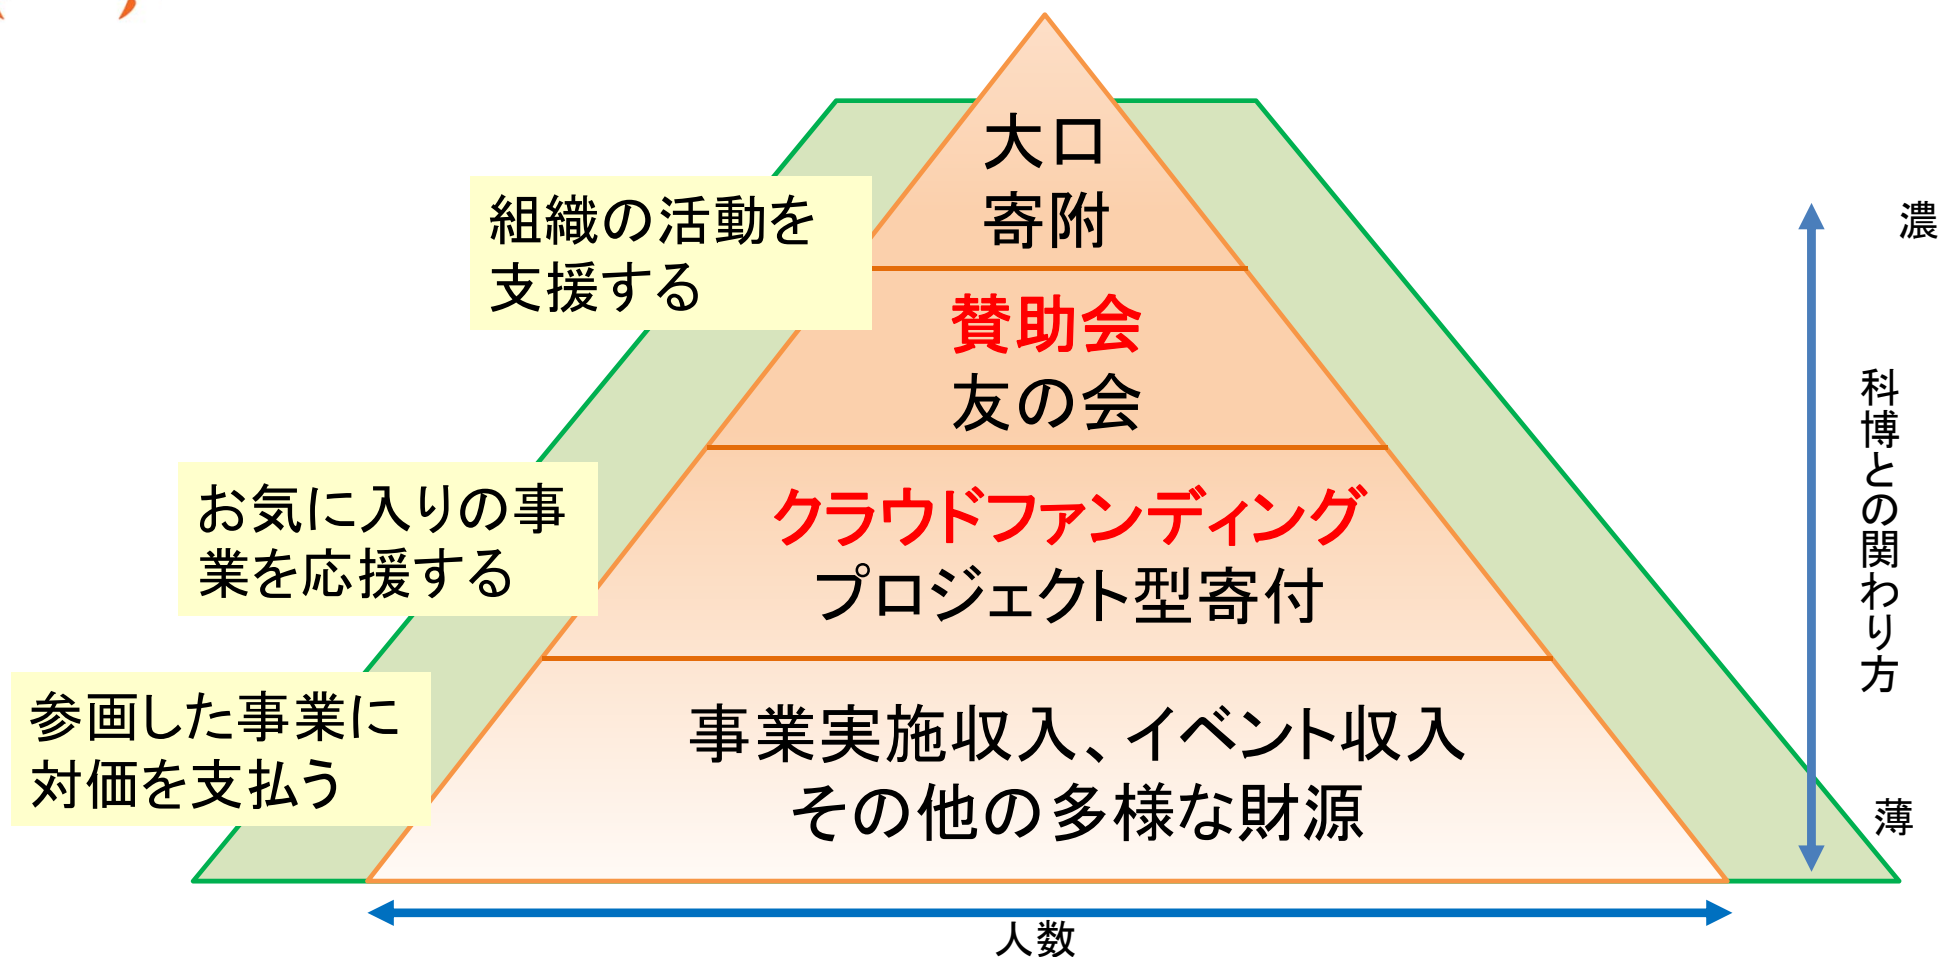 大口
寄附
組織の活動を
支援する
賛助会
友の会
お気に入りの事
業を応援する
クラウドファンディング
プロジェクト型寄付
参画した事業に
対価を支払う
事業実施収入、イベント収入
その他の多様な財源
人数
濃
科博との関わり方
薄